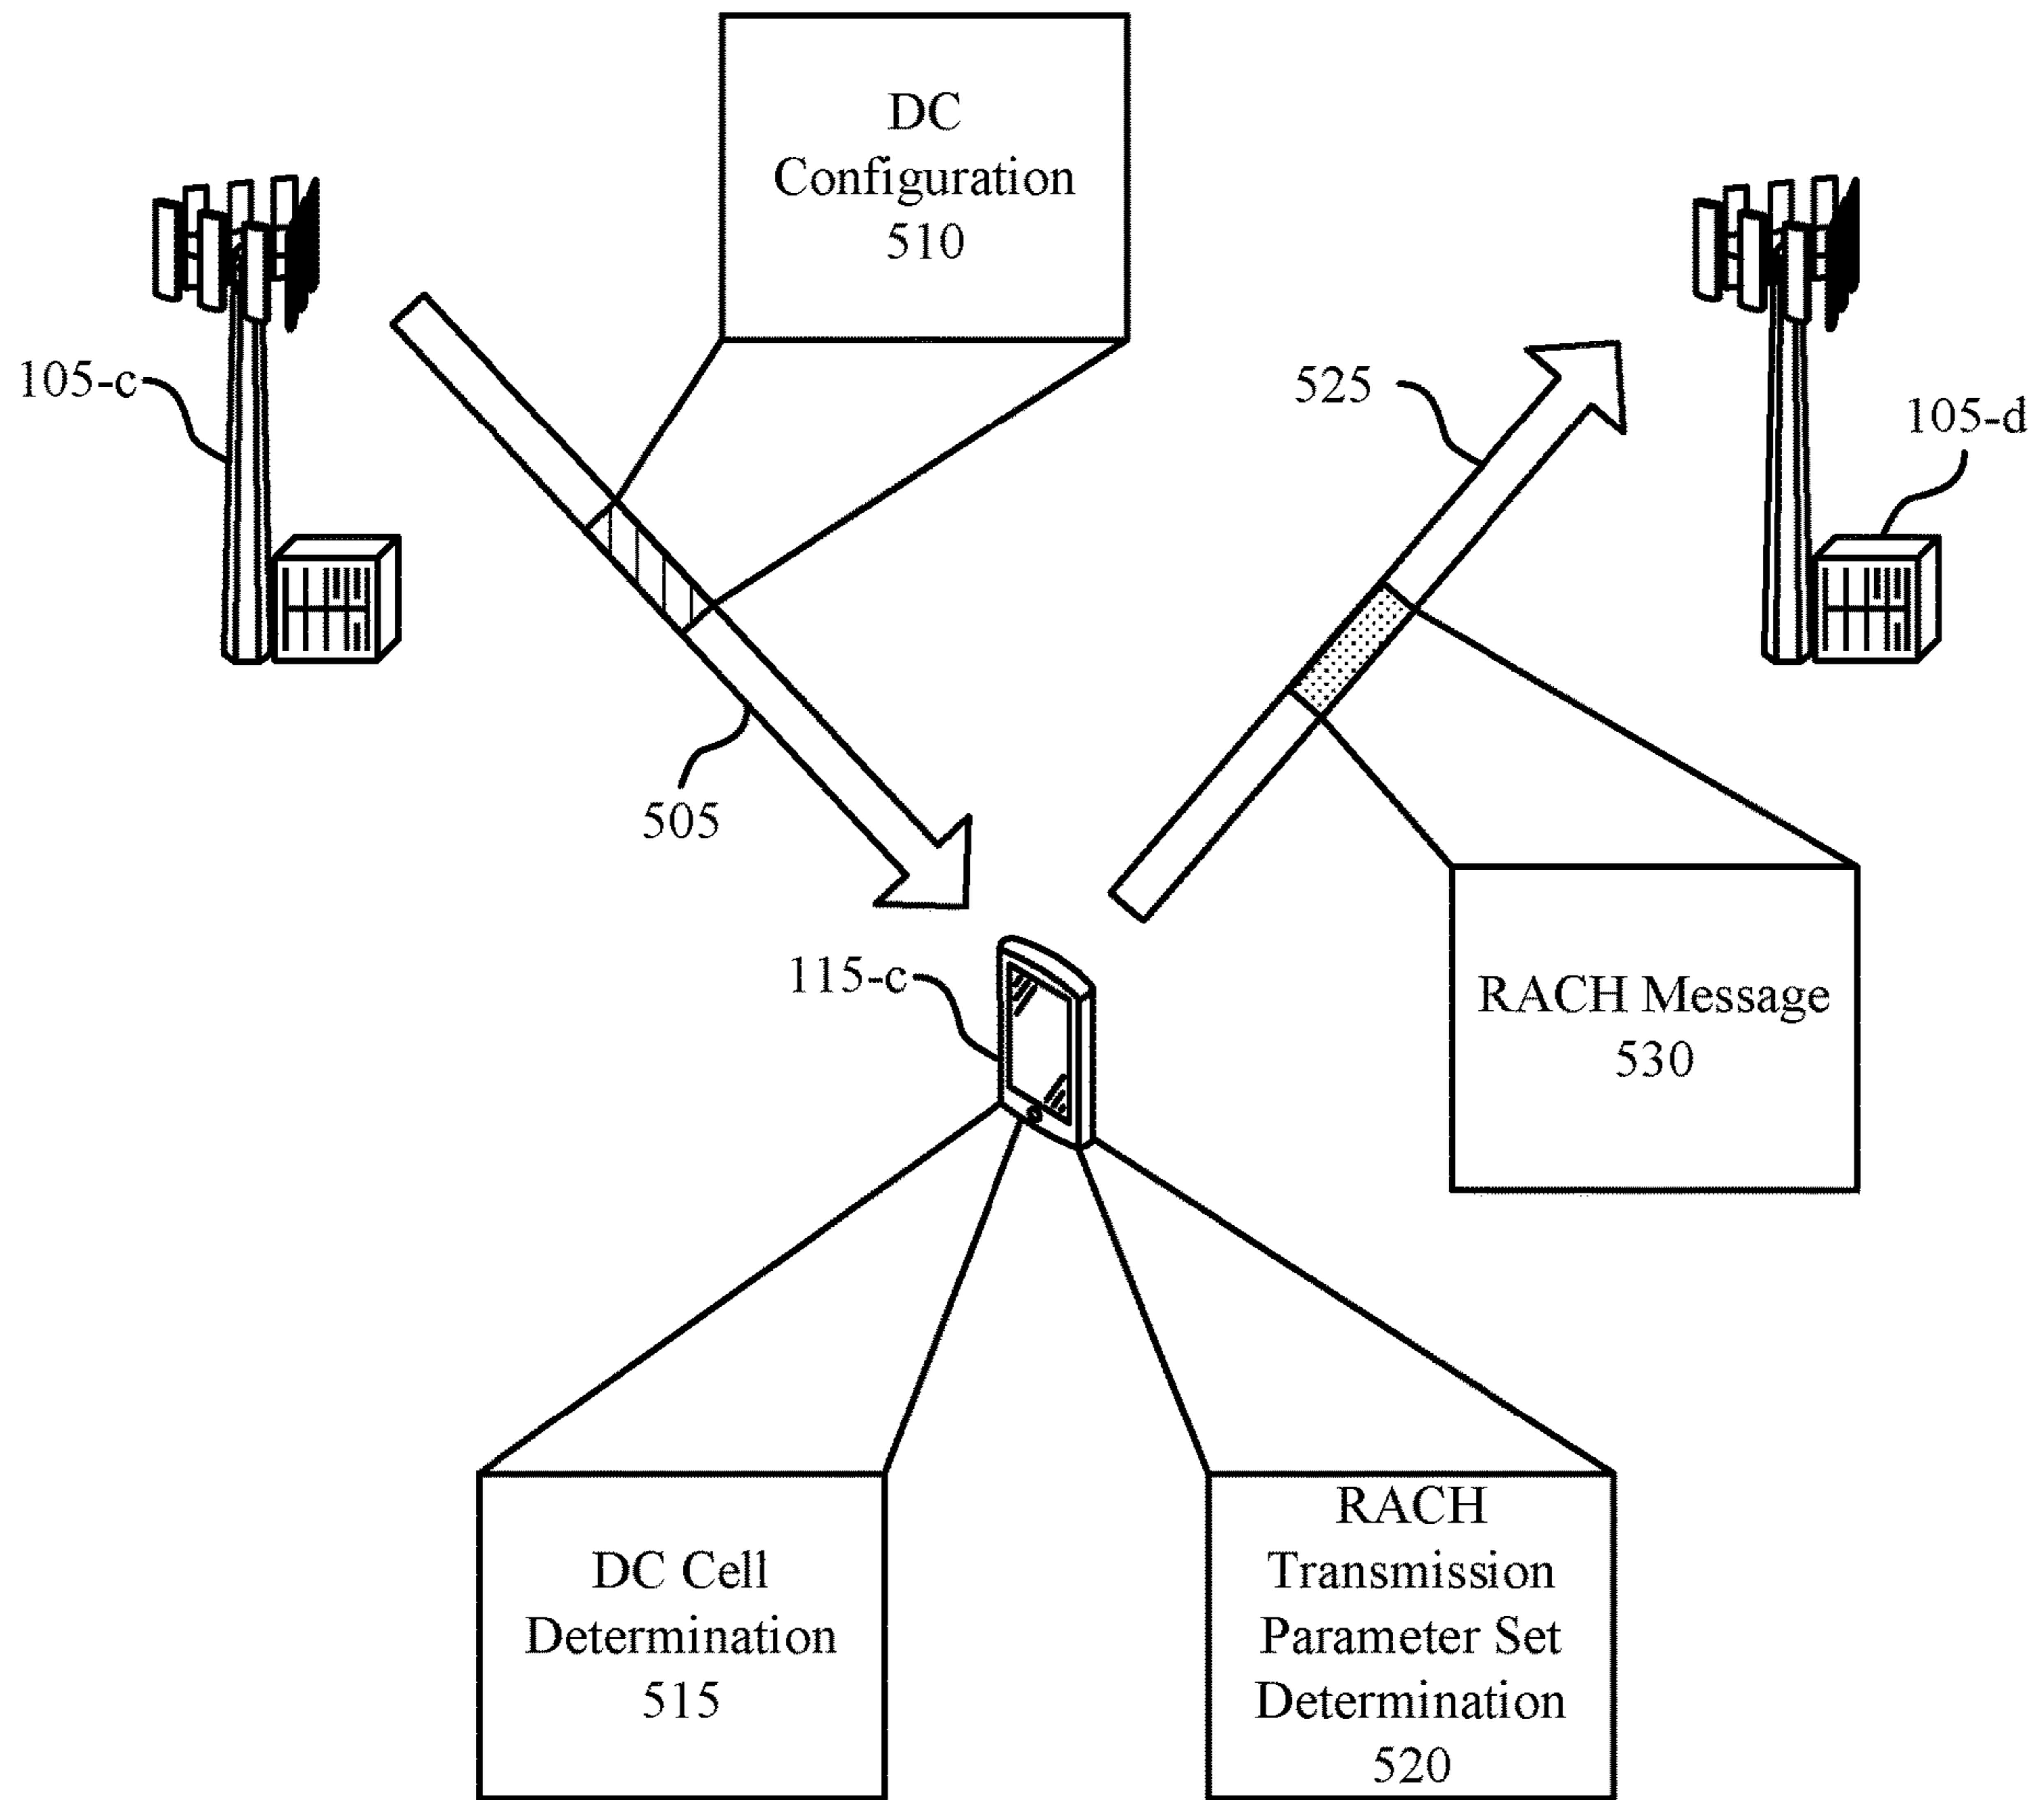 DC
Configuration
510
105-c
525
105-d
505
115-c
RACH Message
530
DC Cell
Determination
515
RACH
Transmission
Parameter Set
Determination
520